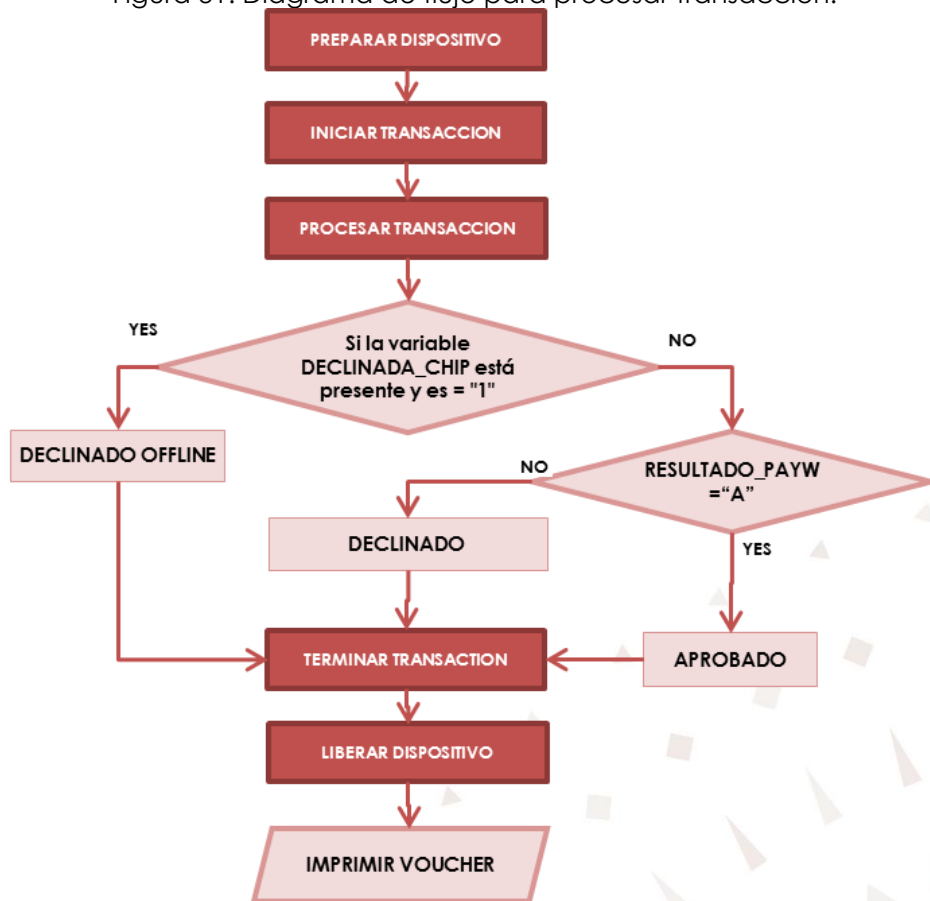 PREPARAR DISPOSITIVO
INICIAR TRANSACCION
PROCESAR TRANSACCION
YES
NO
Si la variable
DECLINADA_CHIP está
presente y es = "1"
DECLINADO OFFLINE
NO
RESULTADO_PAYW
=“A”
DECLINADO
YES
TERMINAR TRANSACTION
APROBADO
LIBERAR DISPOSITIVO
IMPRIMIR VOUCHER